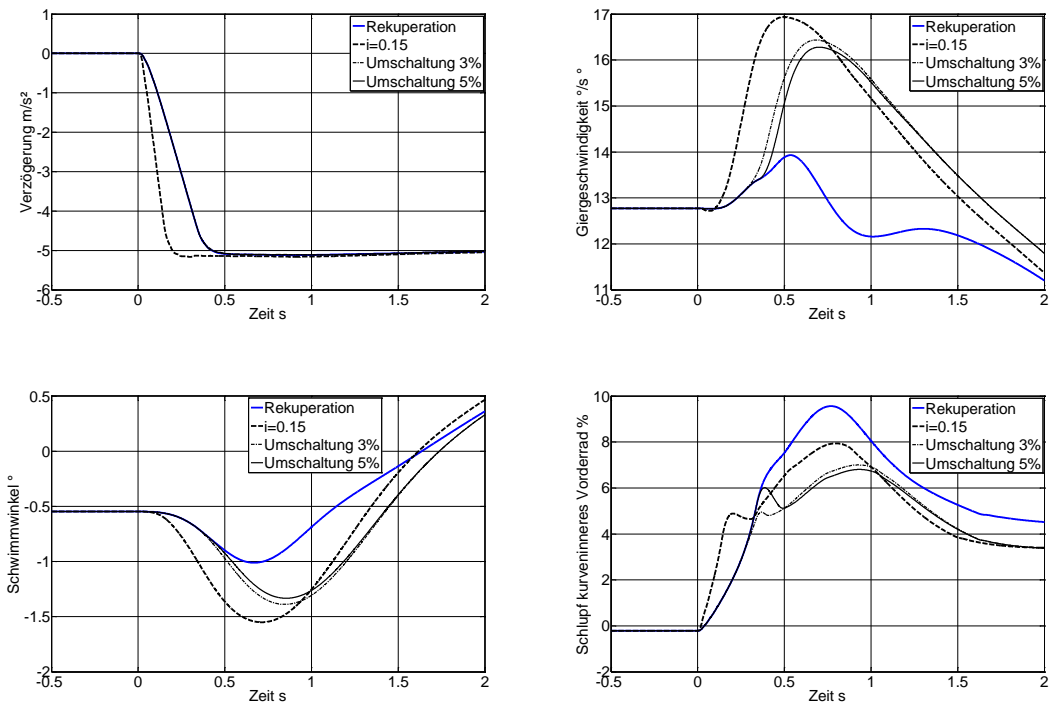 1
0
-1
-2
-3
-4
-5
-6
Verzögerung m/s²
Rekuperation
i=0.15
Umschaltung 3%
Umschaltung 5%
-0.5 0 0.5 1 1.5 2
Zeit s
17
16
15
14
13
12
11
Giergeschwindigkeit °/s °
Rekuperation
i=0.15
Umschaltung 3%
Umschaltung 5%
-0.5 0 0.5 1 1.5 2
Zeit s
0.5
0
-0.5
-1
-1.5
-2
Schwimmwinkel °
Rekuperation
i=0.15
Umschaltung 3%
Umschaltung 5%
-0.5 0 0.5 1 1.5 2
Zeit s
10
8
6
4
2
0
-2
Schlupf kurveninneres Vorderrad %
Rekuperation
i=0.15
Umschaltung 3%
Umschaltung 5%
-0.5 0 0.5 1 1.5 2
Zeit s